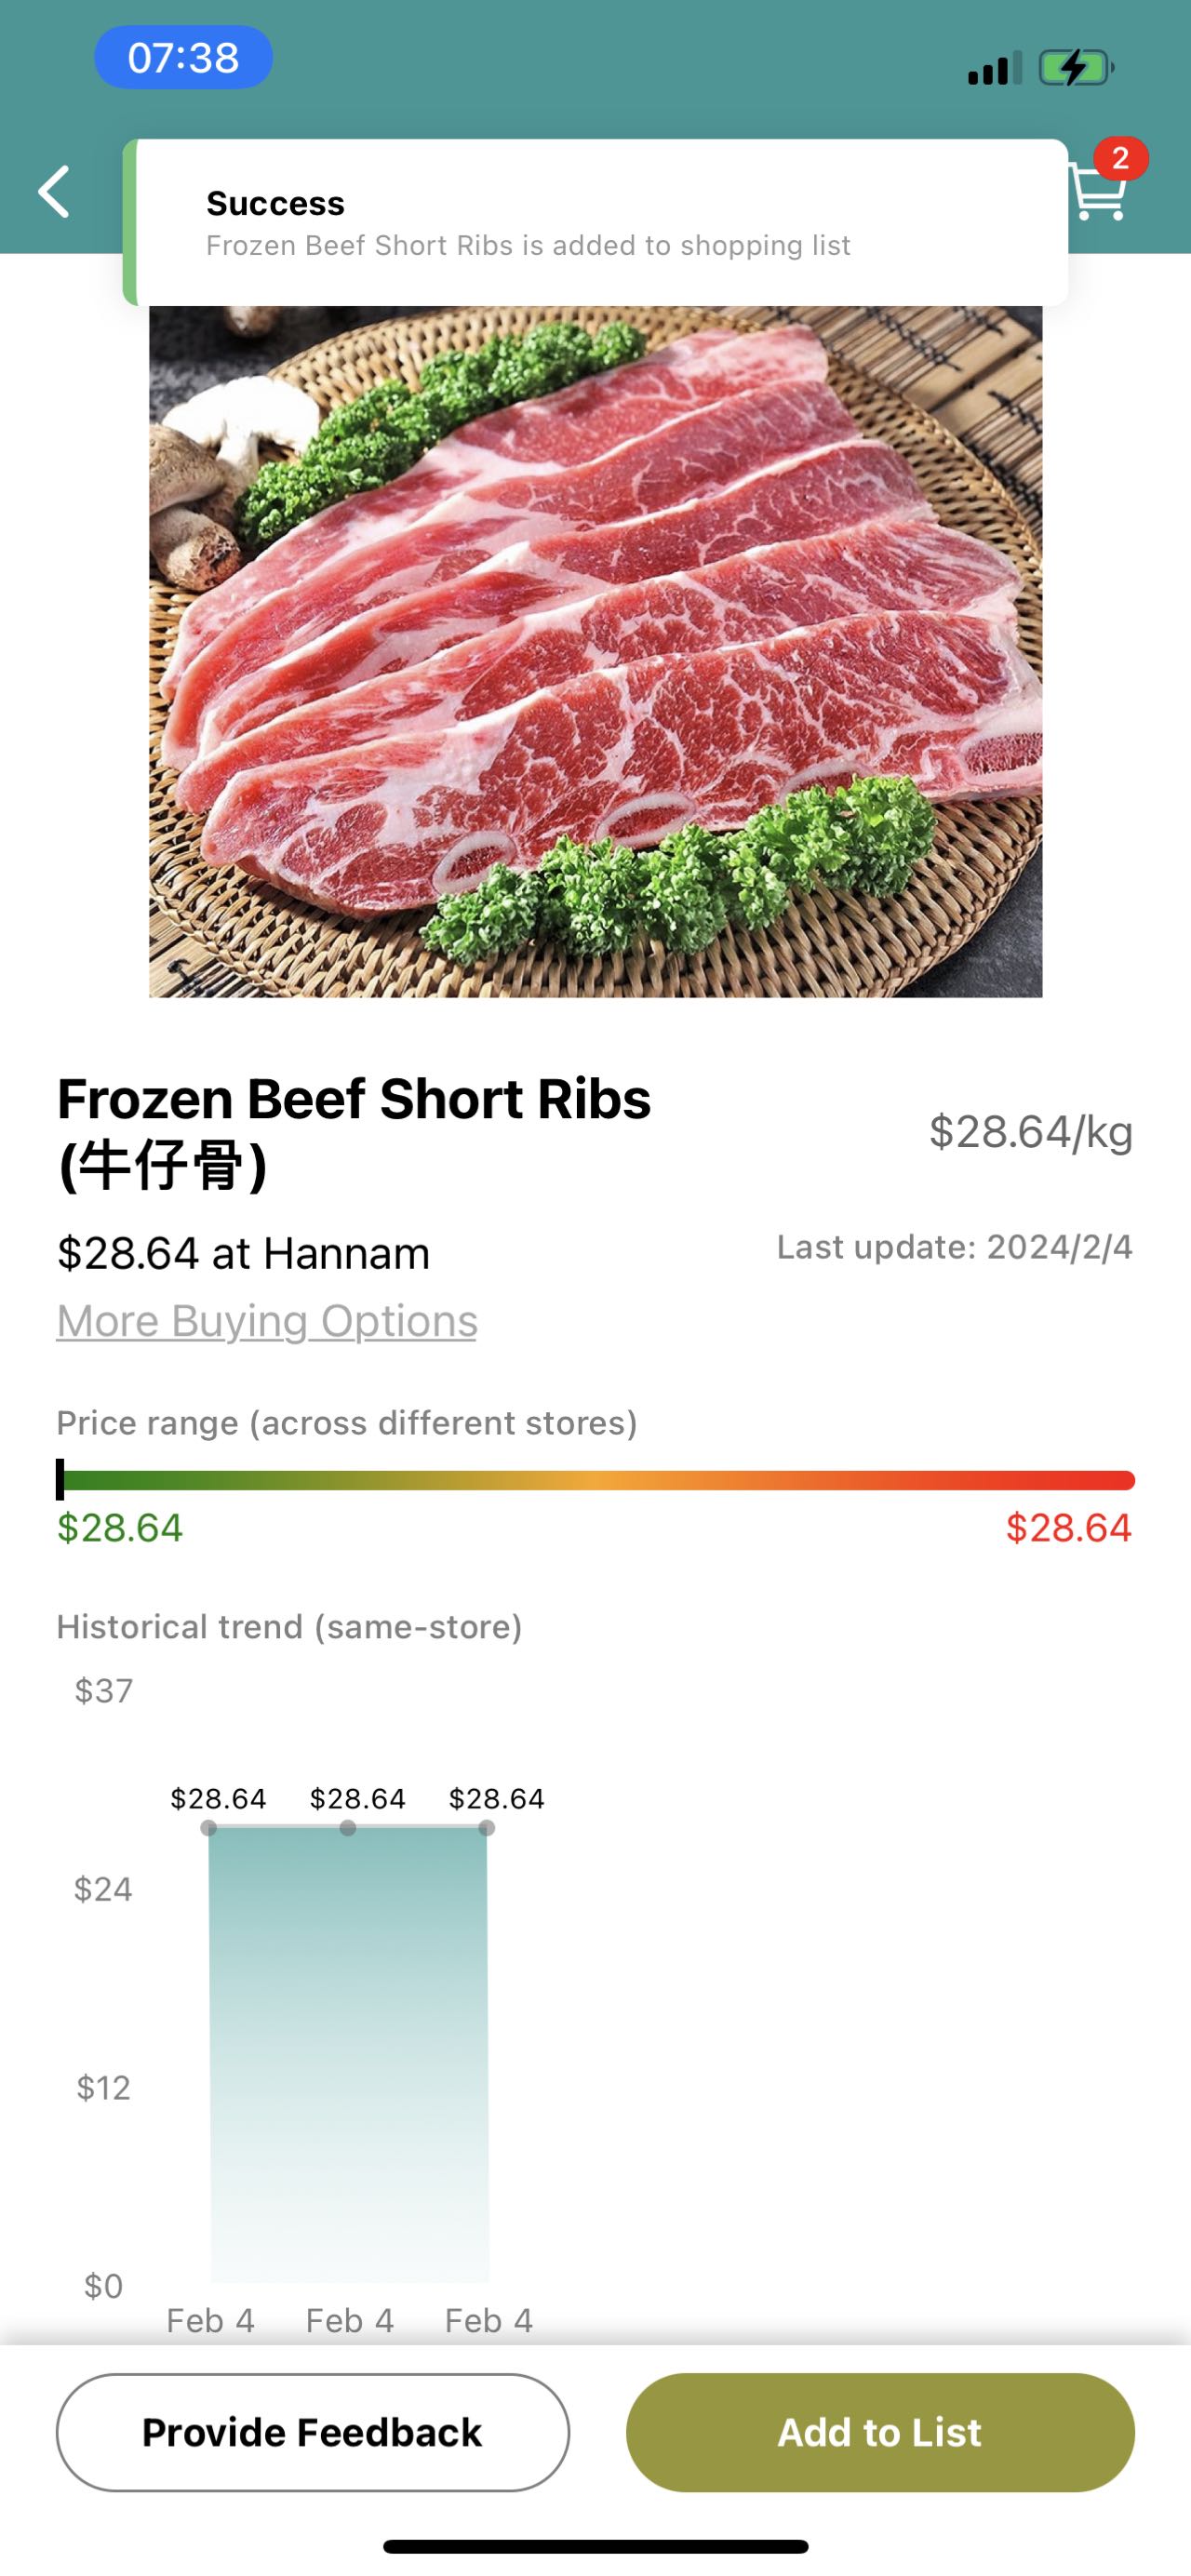 07:38
2
Success
Frozen Beef Short Ribs is added to shopping list
Frozen Beef Short Ribs
(牛仔骨)
$28.64/kg
$28.64 at Hannam
Last update: 2024/2/4
More Buying Options
Price range (across different stores)
$28.64
$28.64
Historical trend (same-store)
$37
$28.64 $28.64 $28.64
$24
$12
$0
Feb 4 Feb 4 Feb 4
Provide Feedback
Add to List